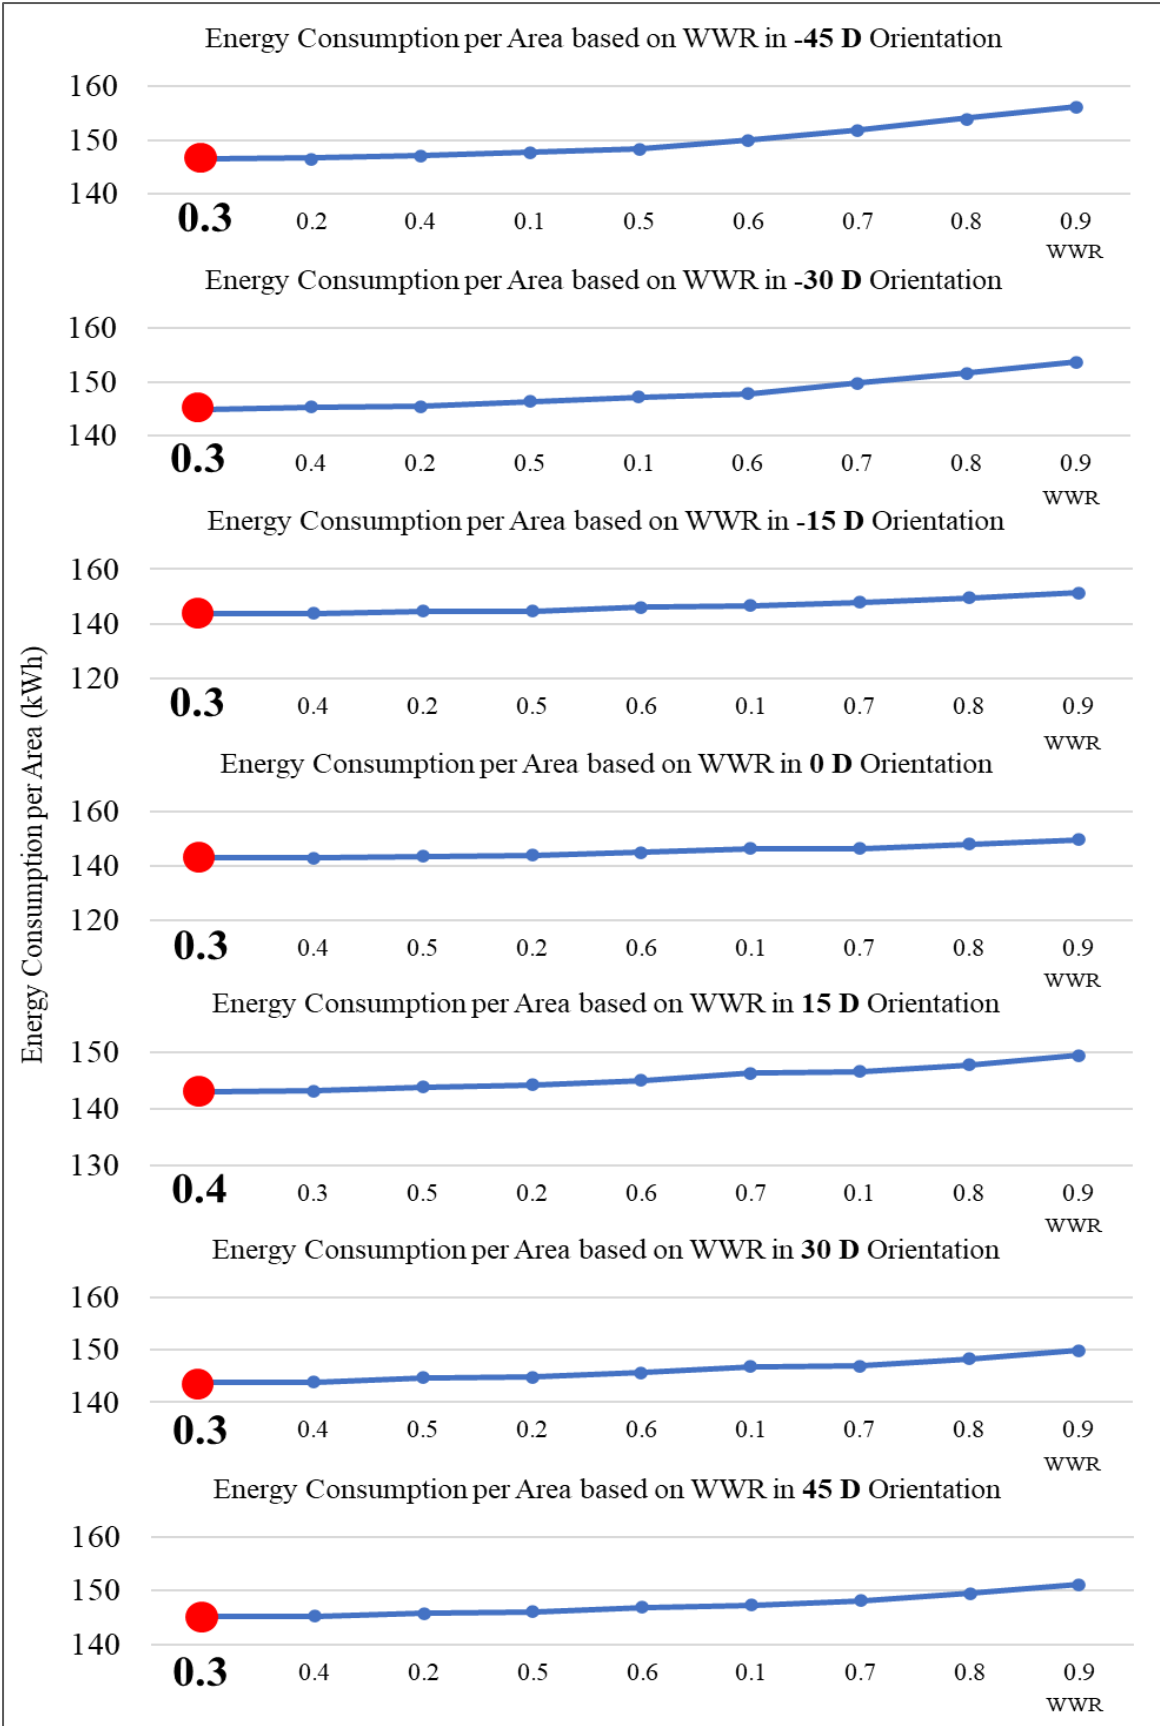 Energy Consumption per Area (kWh)
Energy Consumption per Area based on WWR in -45 D Orientation
160
150
140
0.3 0.2 0.4 0.1 0.5 0.6 0.7 0.8 0.9
WWR
Energy Consumption per Area based on WWR in -30 D Orientation
160
150
140
0.3 0.4 0.2 0.5 0.1 0.6 0.7 0.8 0.9
WWR
Energy Consumption per Area based on WWR in -15 D Orientation
160
140
120
0.3 0.4 0.2 0.5 0.6 0.1 0.7 0.8 0.9
WWR
Energy Consumption per Area based on WWR in 0 D Orientation
160
140
120
0.3 0.4 0.5 0.2 0.6 0.1 0.7 0.8 0.9
WWR
Energy Consumption per Area based on WWR in 15 D Orientation
150
140
130
0.4 0.3 0.5 0.2 0.6 0.7 0.1 0.8 0.9
WWR
Energy Consumption per Area based on WWR in 30 D Orientation
160
150
140
0.3 0.4 0.5 0.2 0.6 0.1 0.7 0.8 0.9
WWR
Energy Consumption per Area based on WWR in 45 D Orientation
160
150
140
0.3 0.4 0.2 0.5 0.6 0.1 0.7 0.8 0.9
WWR